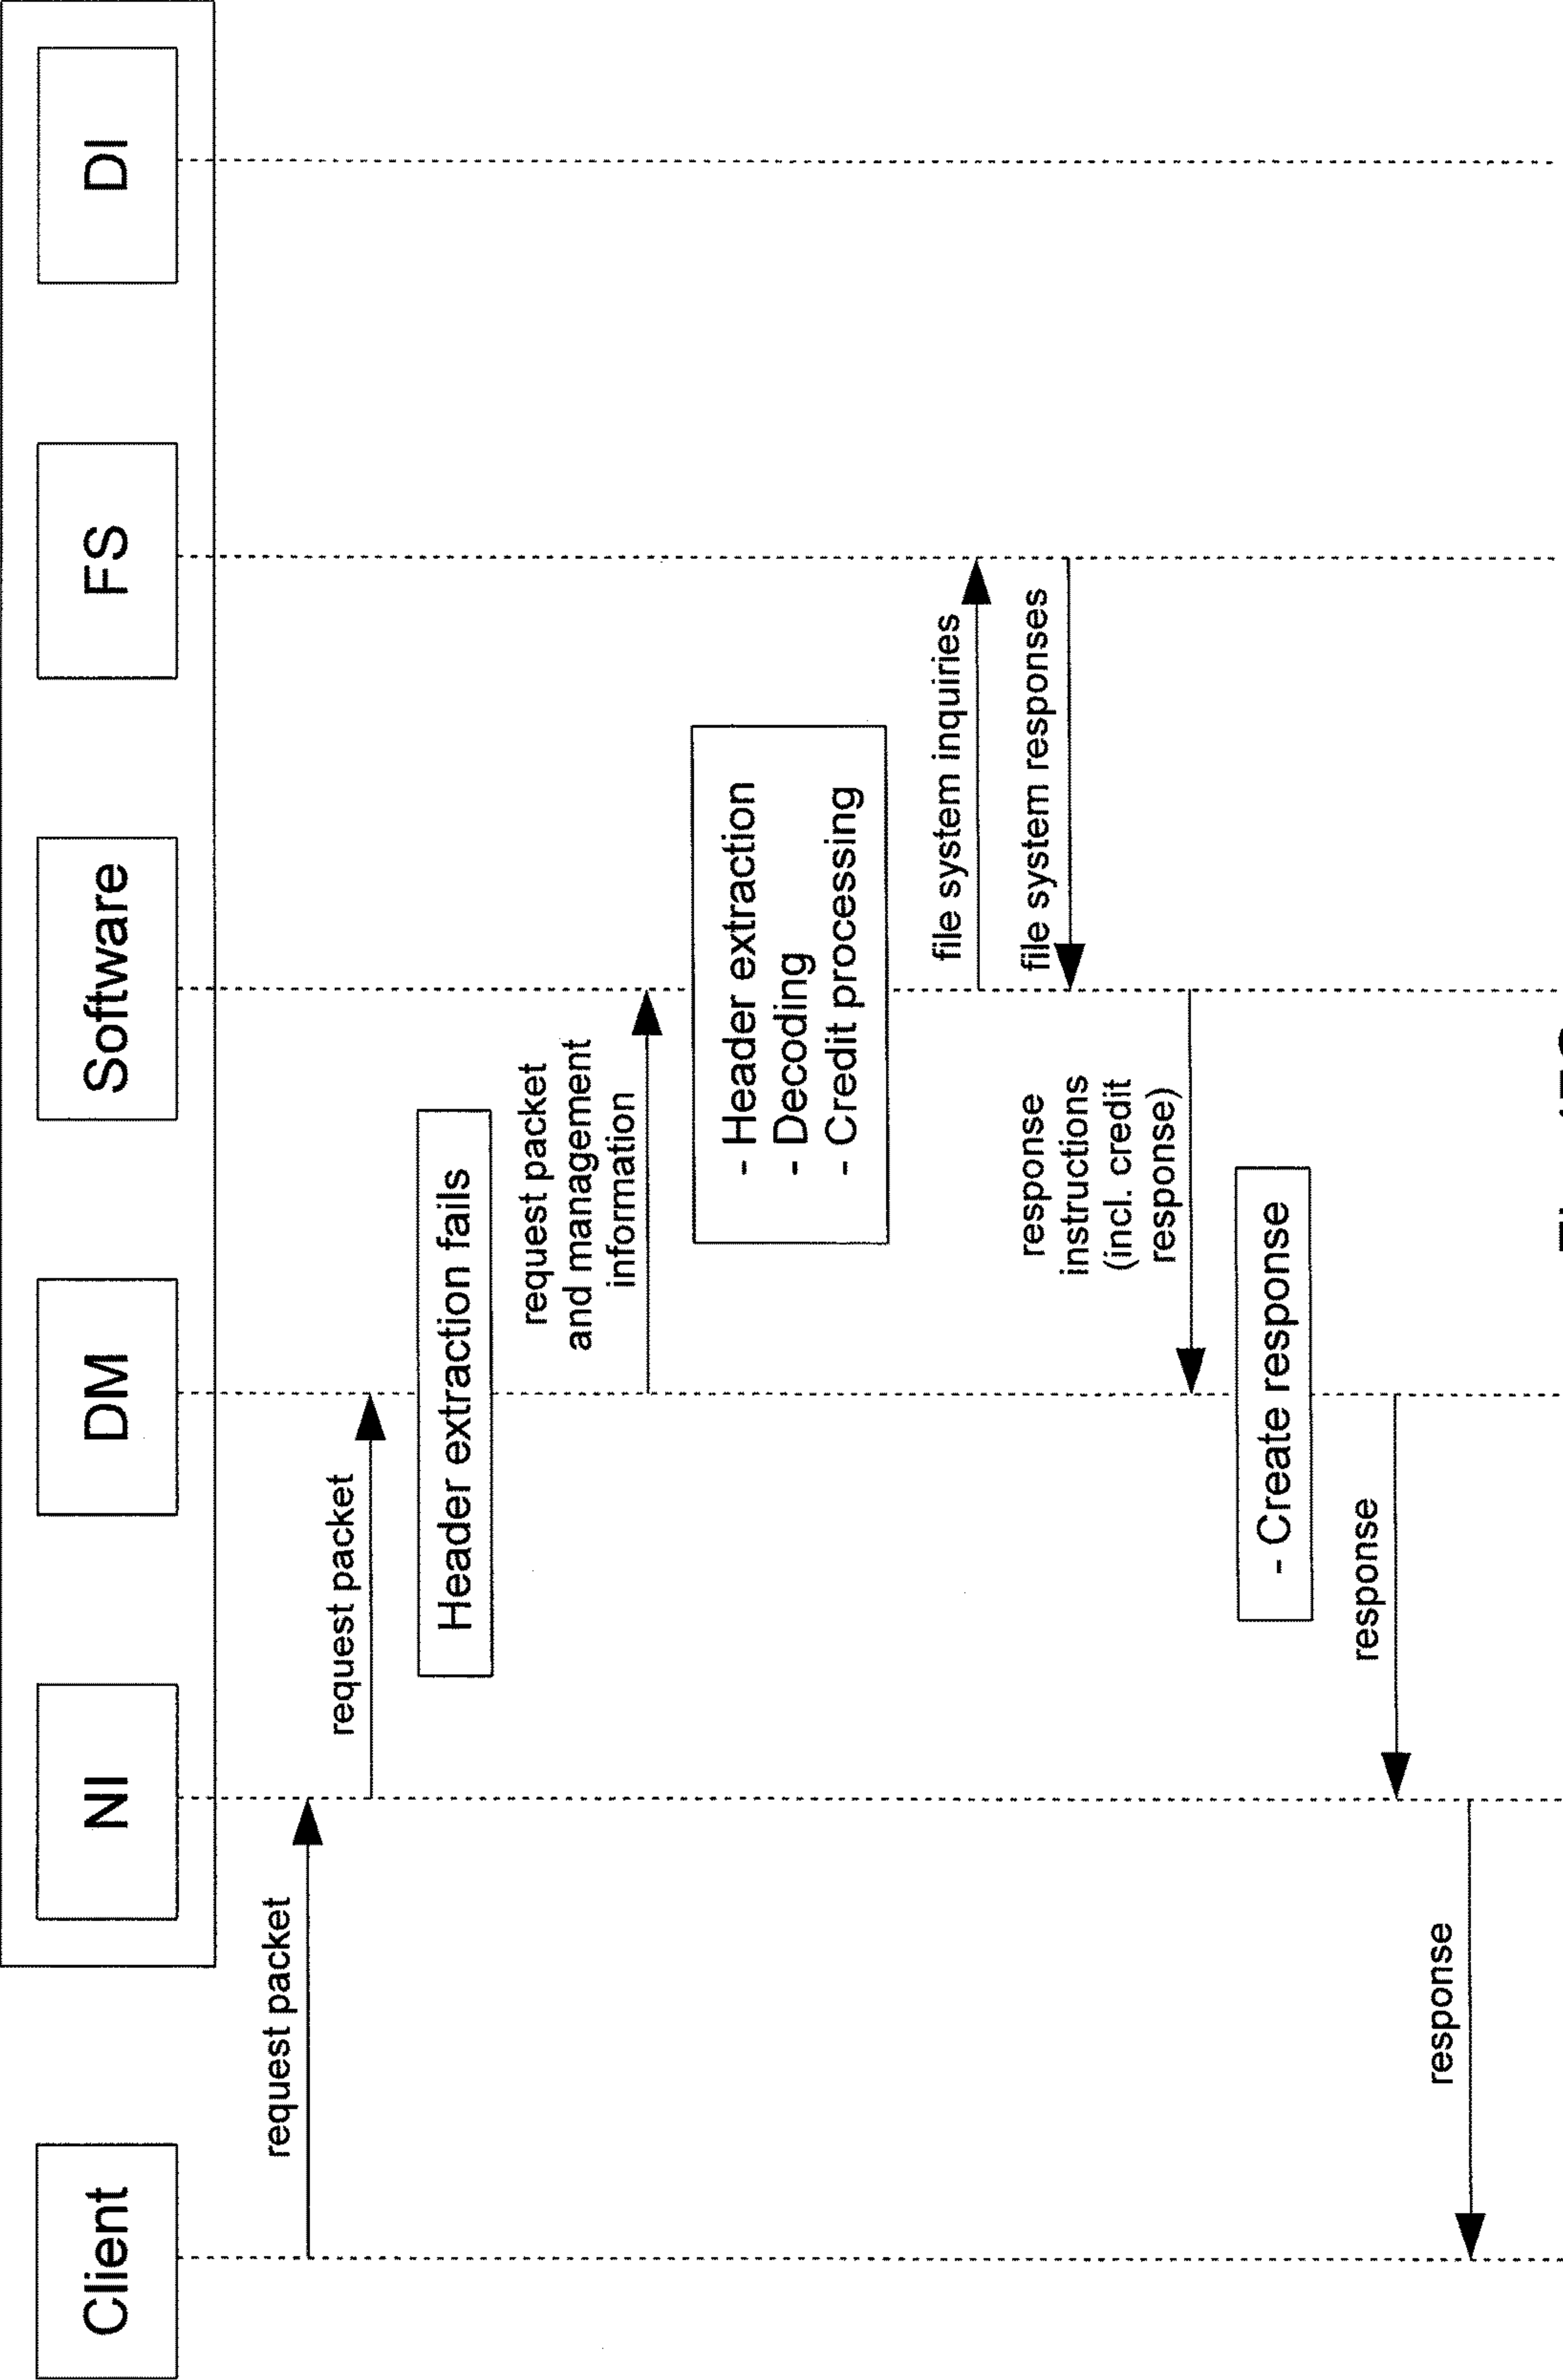 Client
NI
DM
Software
FS
DI
request packet
request packet
Header extraction fails
request packet
and management
information
- Header extraction
- Decoding
- Credit processing
file system inquiries
file system responses
response
instructions
(incl. credit
response)
- Create response
response
response